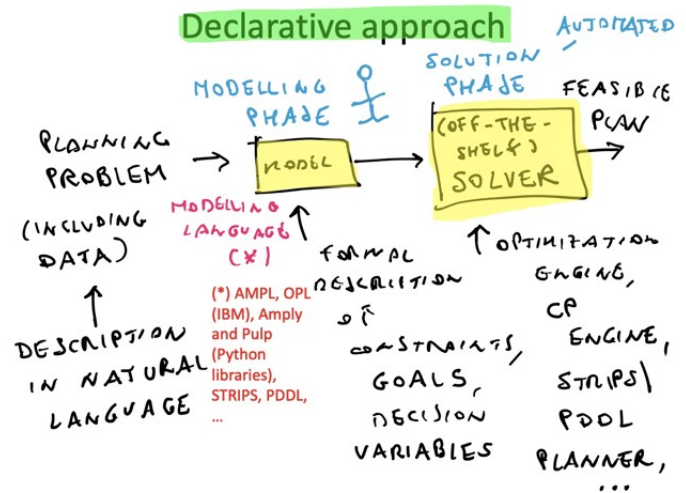 Declarative approach
AUTOMATED
MODELLING
PHASE
SOLUTION
PHASE
FEASIBLE
PLAN
PLANNING
PROBLEM
(INCLUDING
DATA)
MODEL
(OFF-THE-
SHELF)
SOLVER
MODELLING
LANGUAGE
(*)
(*) AMPL, OPL
(IBM), Amply
and Pulp
(Python
libraries),
STRIPS, PDDL,
...
DESCRIPTION
IN NATURAL
LANGUAGE
FORMAL
DESCRIPTION
OF
CONSTRAINTS,
GOALS,
DECISION
VARIABLES
OPTIMIZATION
ENGINE,
CP
ENGINE,
STRIPS/
PDDL
PLANNER,
...